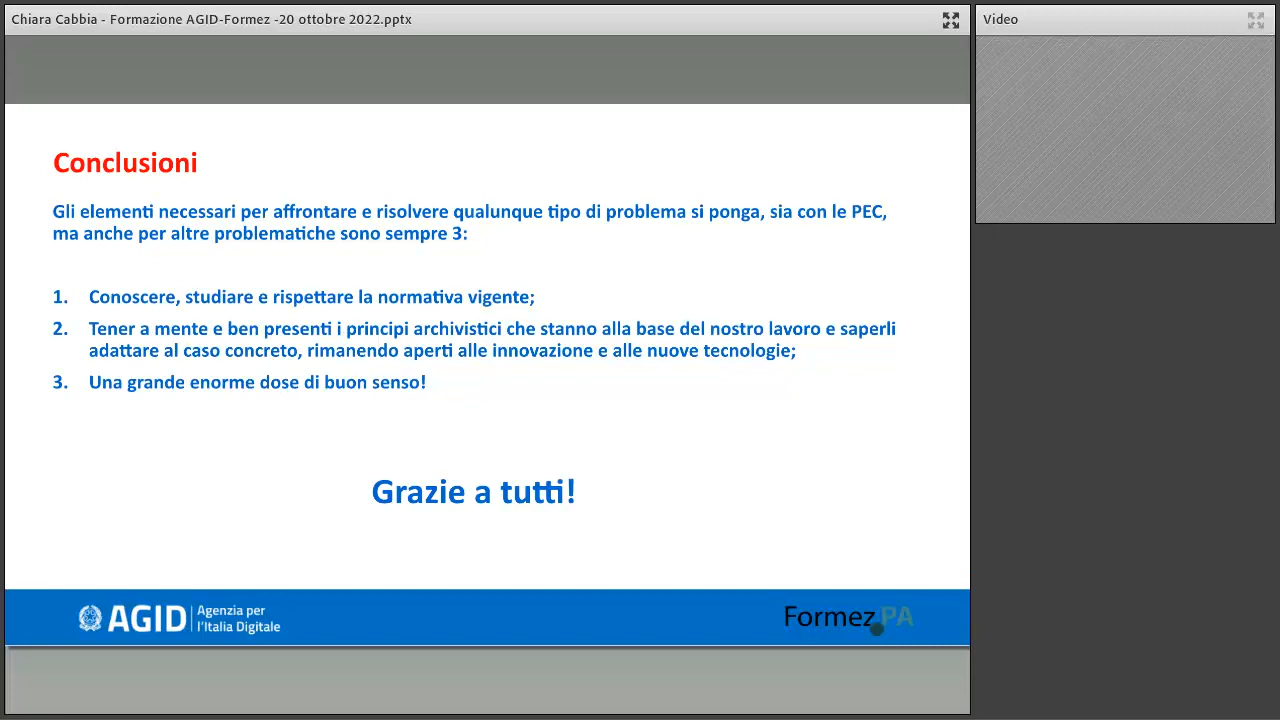 Chiara Cabbia - Formazione AGID-Formez -20 ottobre 2022.pptx
Video
Conclusioni
Gli elementi necessari per affrontare e risolvere qualunque tipo di problema si ponga, sia con le PEC,
ma anche per altre problematiche sono sempre 3:
1. Conoscere, studiare e rispettare la normativa vigente;
2. Tener a mente e ben presenti i principi archivistici che stanno alla base del nostro lavoro e saperli
adattare al caso concreto, rimanendo aperti alle innovazione e alle nuove tecnologie;
3. Una grande enorme dose di buon senso!
Grazie a tutti!
AGID
Agenzia per
l'Italia Digitale
Formez PA